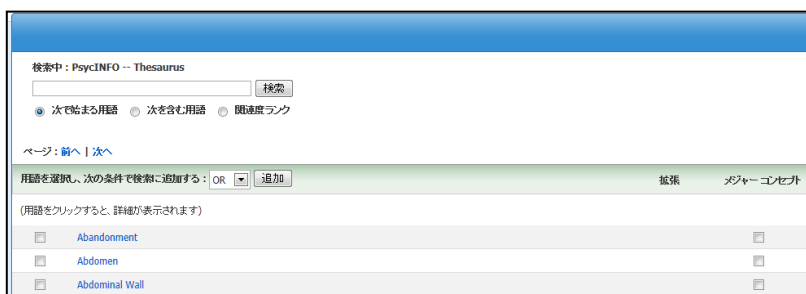 検索中 : PsycINFO -- Thesaurus
検索
次で始まる用語 次を含む用語 関連度ランク
ページ : 前へ | 次へ
用語を選択し、次の条件で検索に追加する : OR 追加 拡張 メジャー コンセプト
(用語をクリックすると、詳細が表示されます)
Abandonment
Abdomen
Abdominal Wall